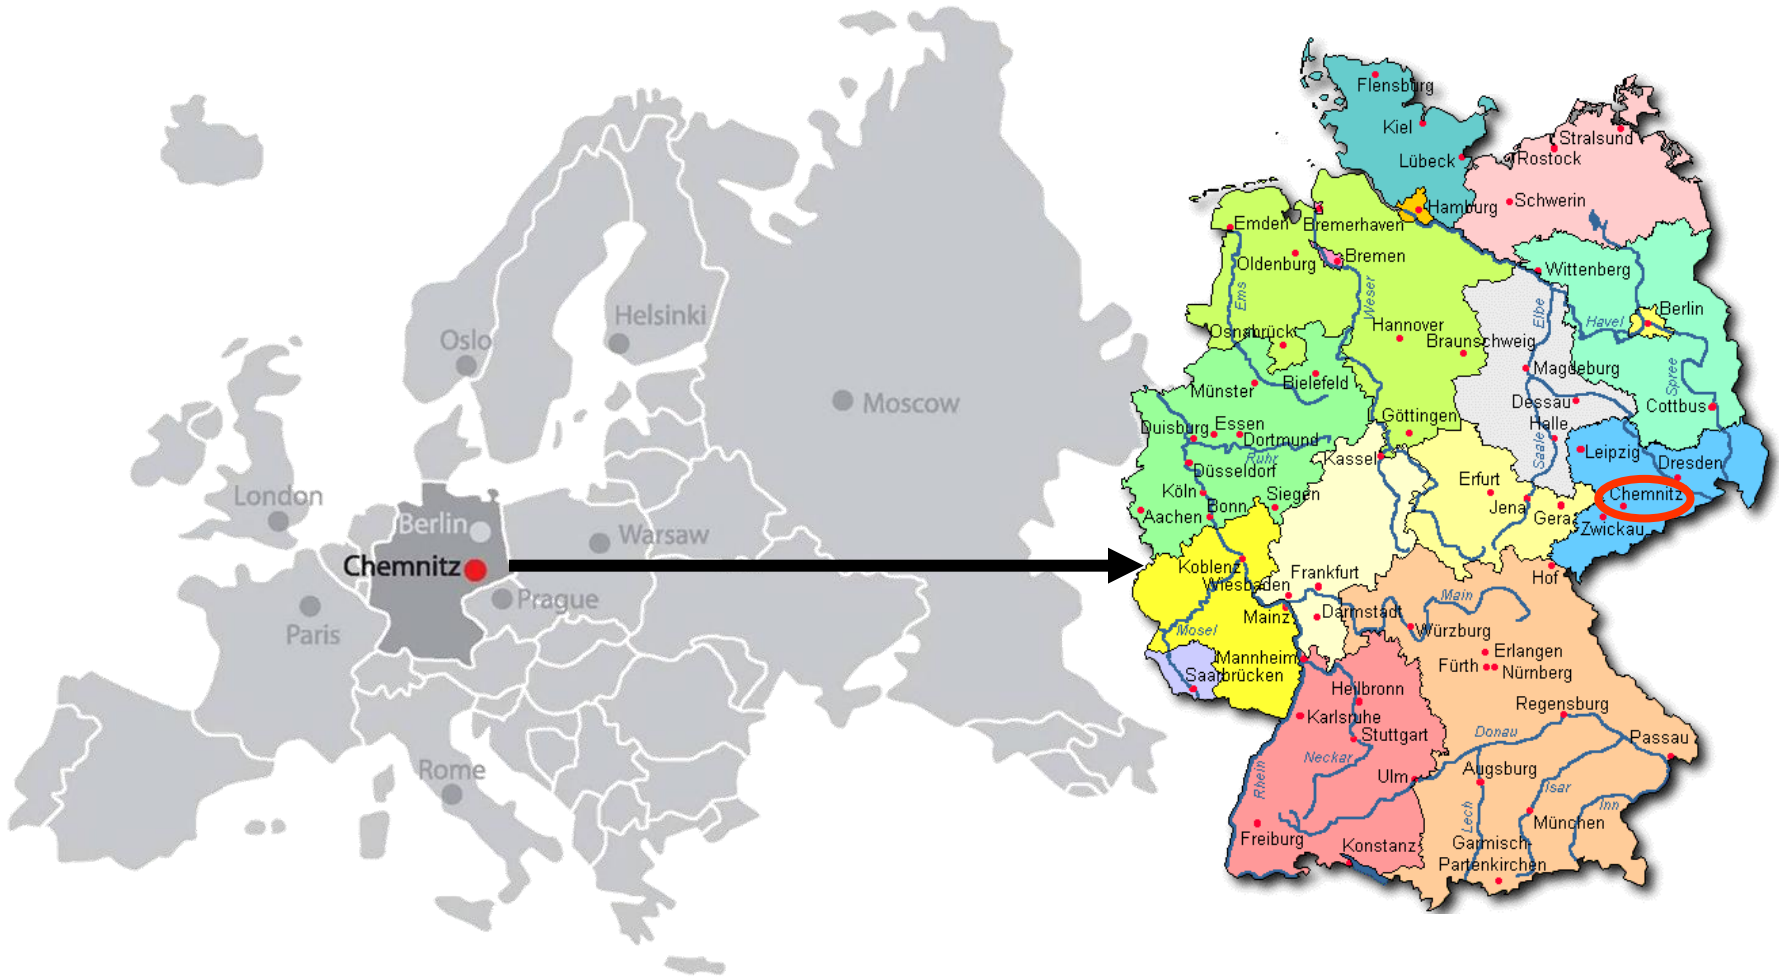 Helsinki
Oslo
Moscow
London
Berlin
Warsaw
Chemnitz
Prague
Paris
Rome
Flensburg
Kiel
Stralsund
Lübeck
Rostock
Schwerin
Hamburg
Emden
Bremerhaven
Bremen
Oldenburg
Wittenberg
Ems
Weser
Elbe
Havel
Berlin
Osnabrück
Hannover
Braunschweig
Magdeburg
Spree
Münster
Bielefeld
Dessau
Cottbus
Göttingen
Duisburg
Essen
Dortmund
Halle
Ruhr
Kassel
Saale
Leipzig
Dresden
Düsseldorf
Erfurt
Köln
Siegen
Chemnitz
Bonn
Jena
Gera
Aachen
Zwickau
Koblenz
Frankfurt
Hof
Wiesbaden
Main
Mainz
Darmstadt
Mosel
Würzburg
Erlangen
Mannheim
Fürth
Nürnberg
Saarbrücken
Heilbronn
Regensburg
Karlsruhe
Stuttgart
Donau
Passau
Neckar
Rhein
Ulm
Augsburg
Isar
Inn
Lech
München
Freiburg
Konstanz
Garmisch-
Partenkirchen